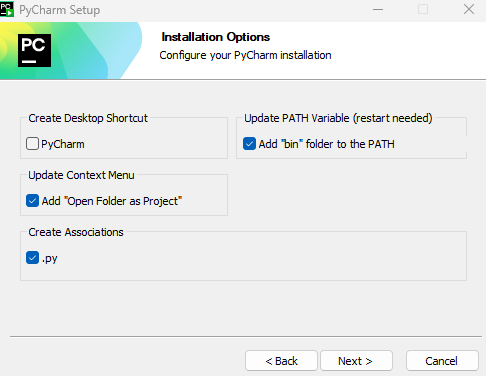 PyCharm Setup
PC
Installation Options
Configure your PyCharm installation
Create Desktop Shortcut
PyCharm
Update PATH Variable (restart needed)
Add "bin" folder to the PATH
Update Context Menu
Add "Open Folder as Project"
Create Associations
.py
< Back
Next >
Cancel